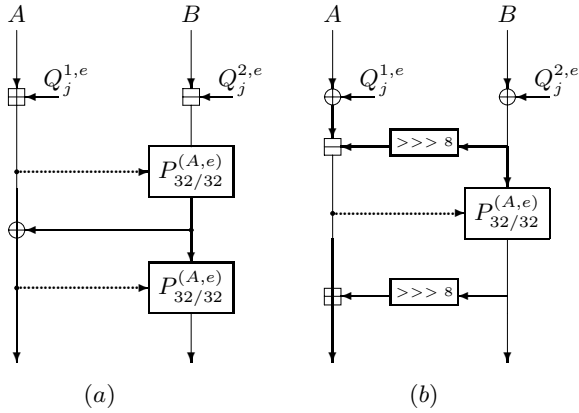 A B A B
Q_j^{1,e} Q_j^{2,e} Q_j^{1,e} Q_j^{2,e}
>>> 8
P_{32/32}^{(A,e)}
P_{32/32}^{(A,e)}
P_{32/32}^{(A,e)}
>>> 8
(a) (b)